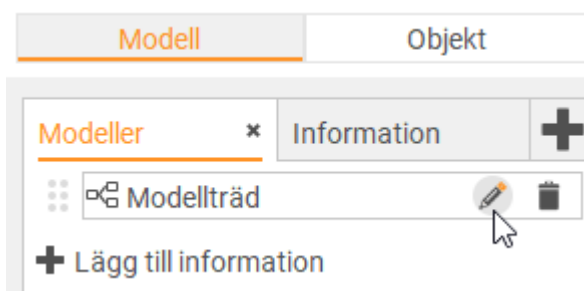 Modell Objekt
Modeller Information
Modellträd
Lägg till information